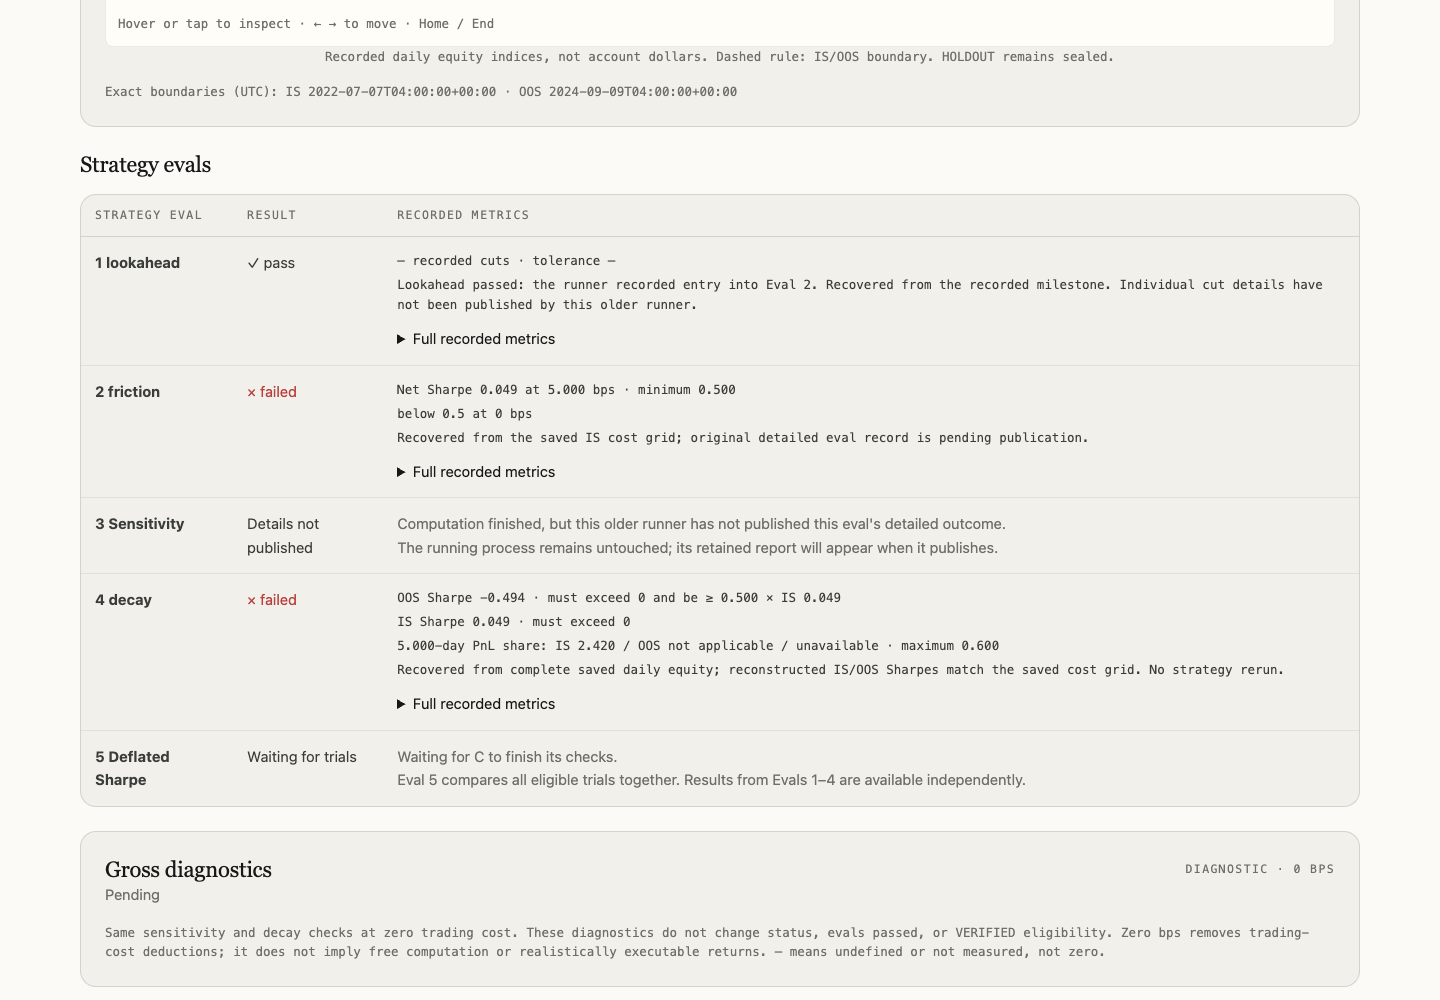 Hover or tap to inspect · ← → to move · Home / End
Recorded daily equity indices, not account dollars. Dashed rule: IS/OOS boundary. HOLDOUT remains sealed.
Exact boundaries (UTC): IS 2022-07-07T04:00:00+00:00 · OOS 2024-09-09T04:00:00+00:00
Strategy evals
STRATEGY EVAL RESULT RECORDED METRICS
1 lookahead ✓ pass — recorded cuts · tolerance —
Lookahead passed: the runner recorded entry into Eval 2. Recovered from the recorded milestone. Individual cut details have
not been published by this older runner.
▶ Full recorded metrics
2 friction × failed Net Sharpe 0.049 at 5.000 bps · minimum 0.500
below 0.5 at 0 bps
Recovered from the saved IS cost grid; original detailed eval record is pending publication.
▶ Full recorded metrics
3 Sensitivity Details not published Computation finished, but this older runner has not published this eval's detailed outcome.
The running process remains untouched; its retained report will appear when it publishes.
4 decay × failed OOS Sharpe −0.494 · must exceed 0 and be ≥ 0.500 × IS 0.049
IS Sharpe 0.049 · must exceed 0
5.000-day PnL share: IS 2.420 / OOS not applicable / unavailable · maximum 0.600
Recovered from complete saved daily equity; reconstructed IS/OOS Sharpes match the saved cost grid. No strategy rerun.
▶ Full recorded metrics
5 Deflated Sharpe Waiting for trials Waiting for C to finish its checks.
Eval 5 compares all eligible trials together. Results from Evals 1–4 are available independently.
Gross diagnostics
DIAGNOSTIC · 0 BPS
Pending
Same sensitivity and decay checks at zero trading cost. These diagnostics do not change status, evals passed, or VERIFIED eligibility. Zero bps removes trading-
cost deductions; it does not imply free computation or realistically executable returns. — means undefined or not measured, not zero.